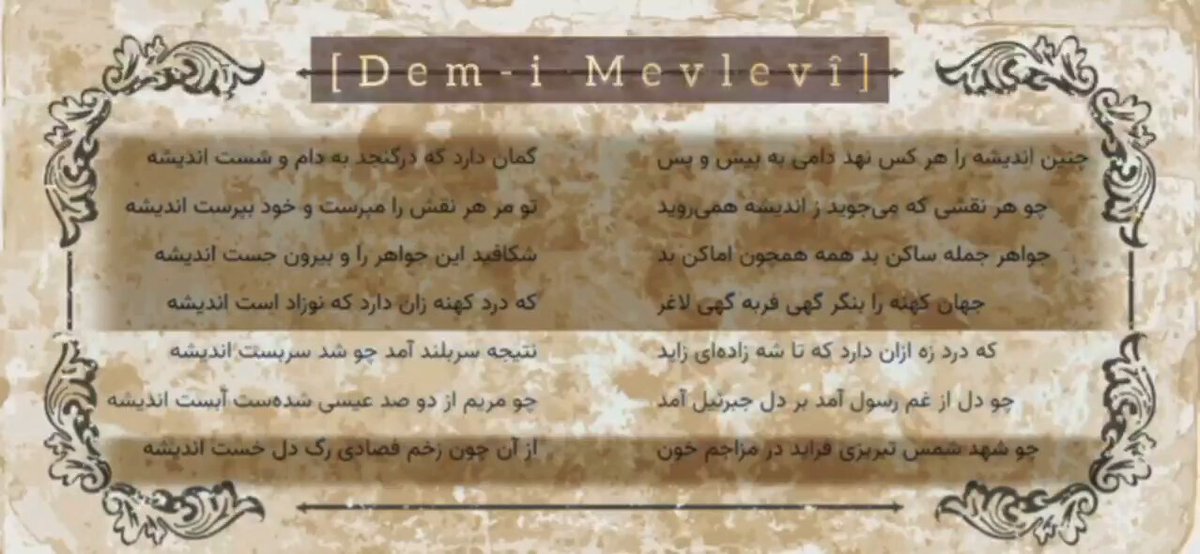 [Dem-i Mevlevî]
چنین اندیشه را هر کس نهد دامی به پیش و پس گمان دارد که درگنجد به دام و شست اندیشه
چو هر نقشی که می‌جوید ز اندیشه همی‌روید تو مر هر نقش را مپرست و خود بپرست اندیشه
جواهر جمله ساکن بد همه همچون اماکن بد شکافید این جواهر را و بیرون جست اندیشه
جهان کهنه را بنگر گهی فربه گهی لاغر که درد کهنه زان دارد که نوزاد است اندیشه
که درد زه ازان دارد که تا شه زاده‌ای زاید نتیجه سربلند آمد چو شد سربست اندیشه
چو دل از غم رسول آمد بر دل جبرئیل آمد چو مریم از دو صد عیسی شده‌ست آبست اندیشه
چو شهد شمس تبریزی فزاید در مزاجم خون از آن چون زخم فصادی رگ دل خست اندیشه